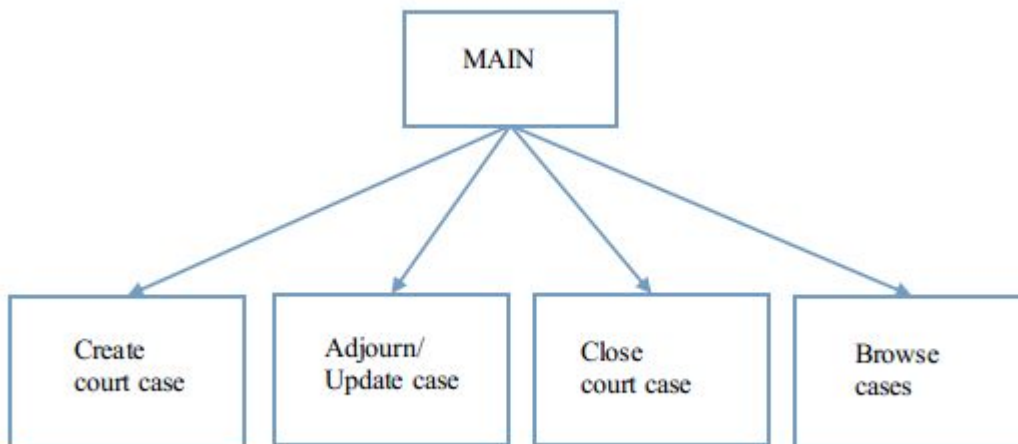 MAIN
Create
court case
Adjourn/
Update case
Close
court case
Browse
cases